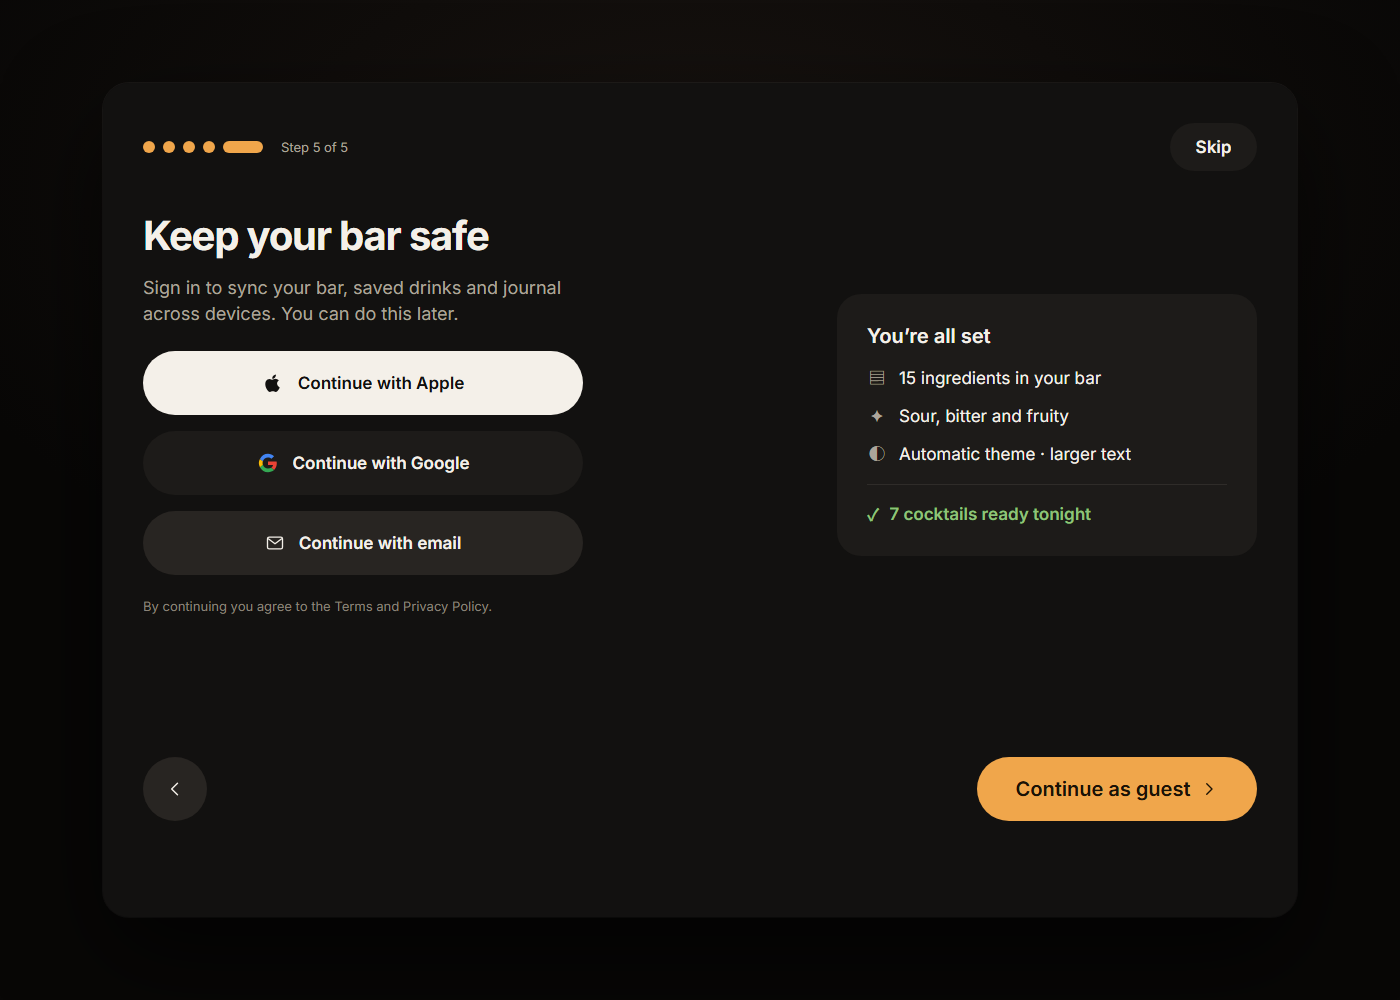 Step 5 of 5
Skip
Keep your bar safe
Sign in to sync your bar, saved drinks and journal
across devices. You can do this later.
Continue with Apple
Continue with Google
Continue with email
By continuing you agree to the Terms and Privacy Policy.
You’re all set
15 ingredients in your bar
Sour, bitter and fruity
Automatic theme · larger text
✓ 7 cocktails ready tonight
Continue as guest